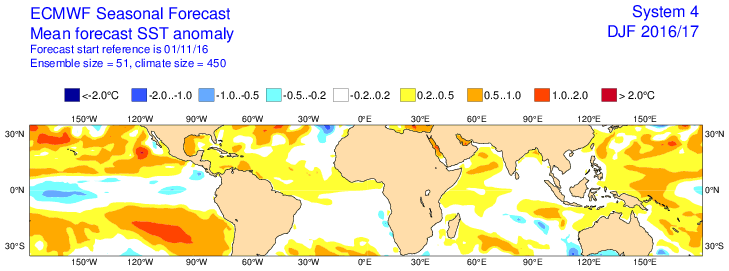 ECMWF Seasonal Forecast
System 4
Mean forecast SST anomaly
DJF 2016/17
Forecast start reference is 01/11/16
Ensemble size = 51, climate size = 450
<-2.0°C -2.0..-1.0 -1.0..-0.5 -0.5..-0.2 -0.2..0.2 0.2..0.5 0.5..1.0 1.0..2.0 > 2.0°C
150°W 120°W 90°W 60°W 30°W 0°E 30°E 60°E 90°E 120°E 150°E
30°N 30°N
0°N 0°N
30°S 30°S
150°W 120°W 90°W 60°W 30°W 0°E 30°E 60°E 90°E 120°E 150°E